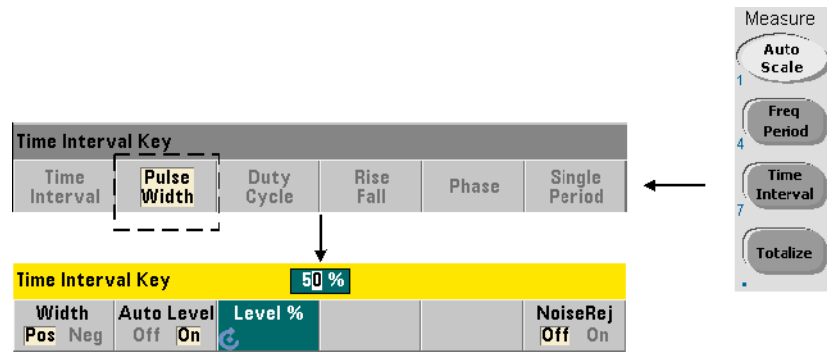 Measure
Auto
Scale
1
Freq
Period
4
Time
Interval
7
Totalize
.
Time Interval Key
Time
Interval
Pulse
Width
Duty
Cycle
Rise
Fall
Phase
Single
Period
Time Interval Key
50 %
Width
Pos Neg
Auto Level
Off On
Level %
NoiseRej
Off On